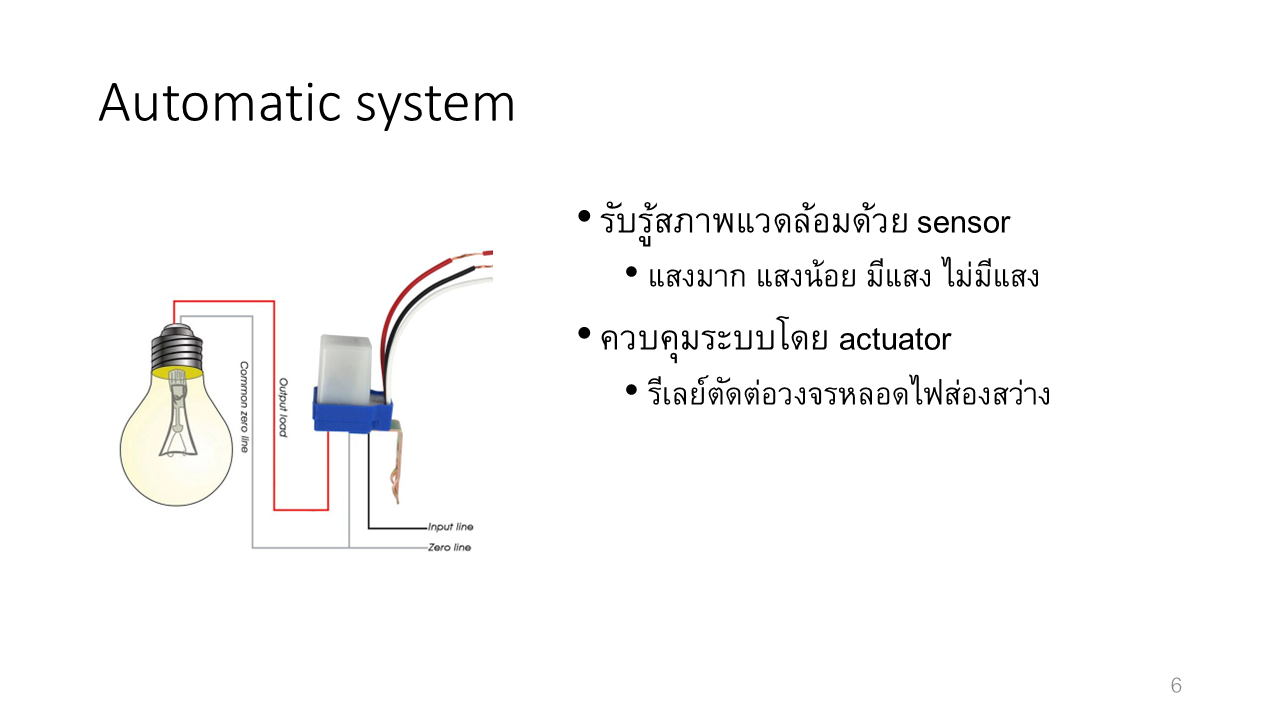 Automatic system
• รับรู้สภาพแวดล้อมด้วย sensor
• แสงมาก แสงน้อย มีแสง ไม่มีแสง
• ควบคุมระบบโดย actuator
• รีเลย์ตัดต่อวงจรหลอดไฟส่องสว่าง
Common zero line
Output load
Input line
Zero line
6